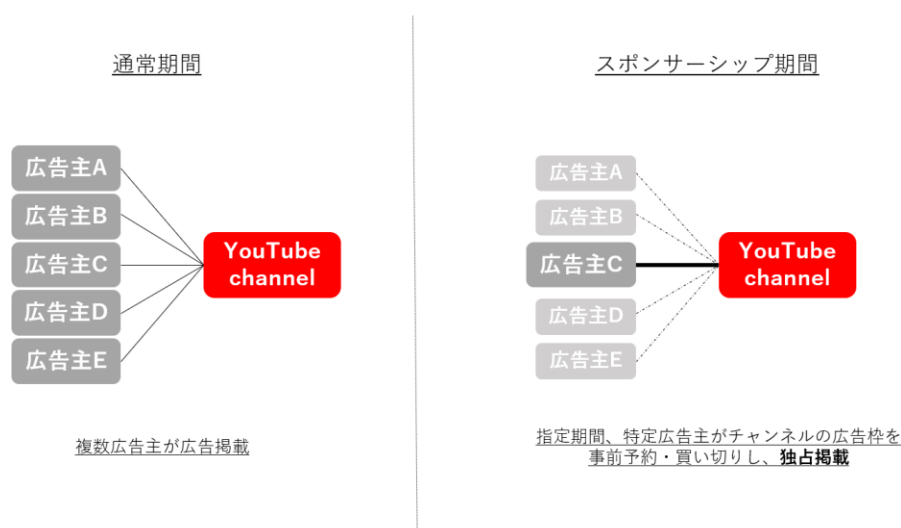 通常期間
広告主A
広告主B
広告主C
広告主D
広告主E
YouTube
channel
複数広告主が広告掲載
スポンサーシップ期間
広告主A
広告主B
広告主C
広告主D
広告主E
YouTube
channel
指定期間、特定広告主がチャンネルの広告枠を
事前予約・買い切りし、独占掲載